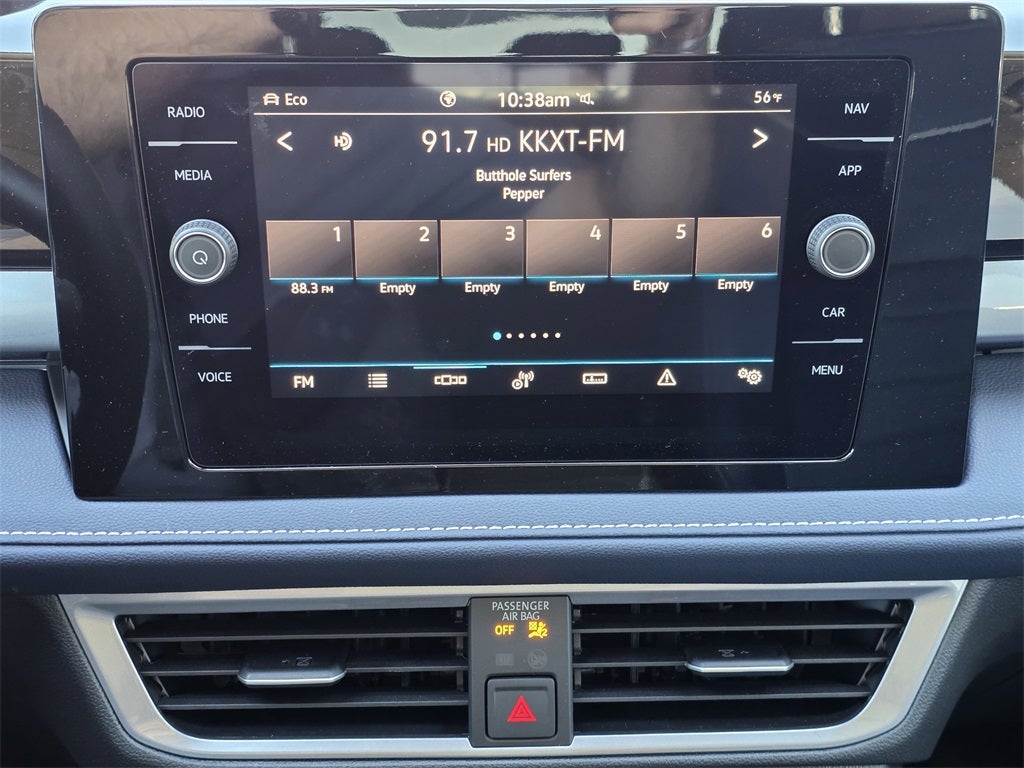 RADIO
MEDIA
PHONE
VOICE
Eco
10:38am
56°F
91.7 HD KKXT-FM
Butthole Surfers
Pepper
1 2 3 4 5 6
88.3 FM Empty Empty Empty Empty Empty
FM
NAV
APP
CAR
MENU
PASSENGER
AIR BAG
OFF